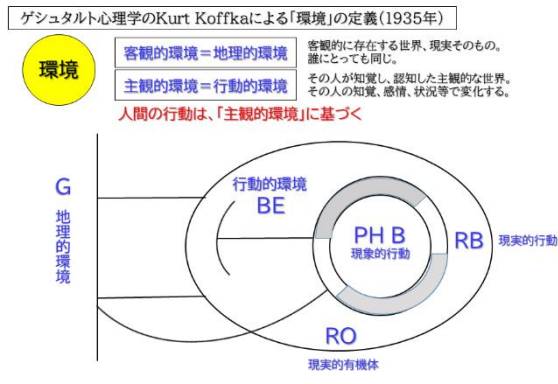 ゲシュタルト心理学のKurt Koffkaによる「環境」の定義(1935年)
環境
客観的環境=地理的環境
客観的に存在する世界、現実そのもの。
誰にとっても同じ。
主観的環境=行動的環境
その人が知覚し、認知した主観的な世界。
その人の知覚、感情、状況等で変化する。
人間の行動は、「主観的環境」に基づく
G
地理的環境
行動的環境
BE
PH B
現象的行動
RB
現実的行動
RO
現実的有機体